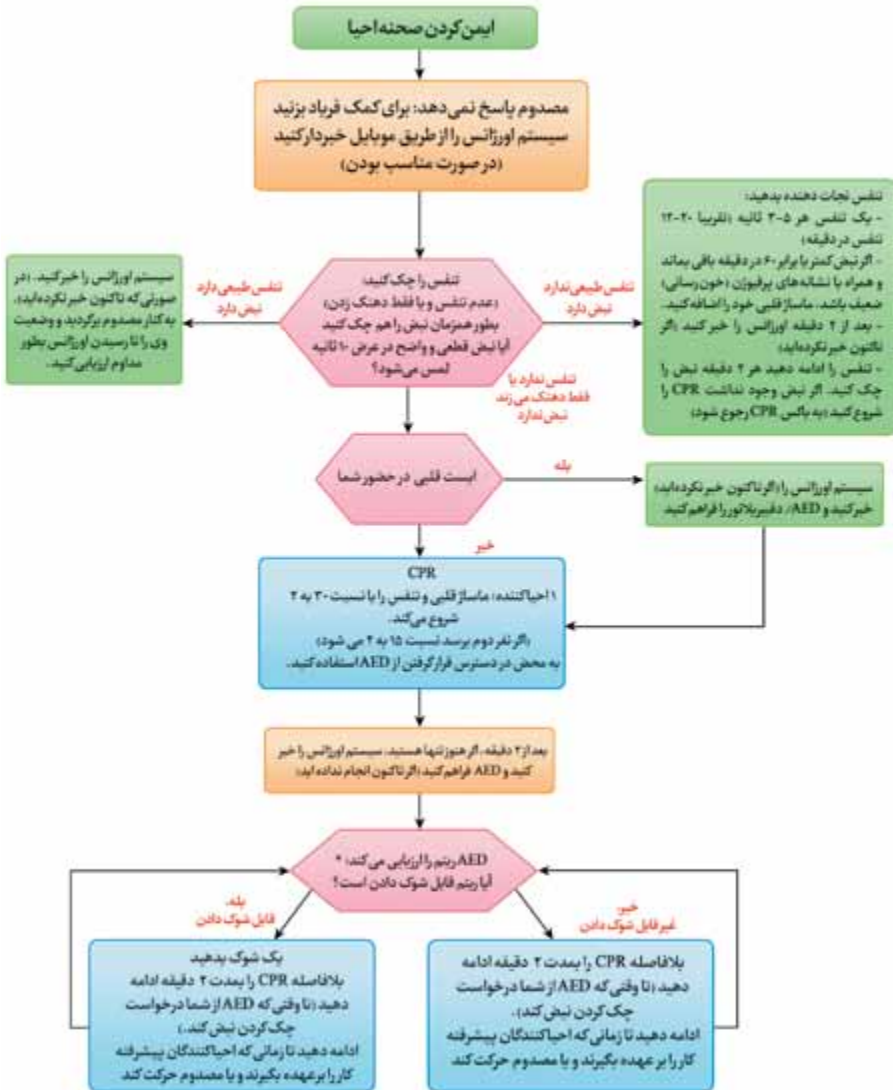 ایمن کردن صحنه احیا
مصدوم پاسخ نمی‌دهد: برای کمک فریاد بزنید
سیستم اورژانس را از طریق موبایل خبردار کنید
(در صورت مناسب بودن)
تنفس نجات دهنده بدهید:
- یک تنفس هر ۵-۳ ثانیه (تقریبا ۲۰-۱۲
تنفس در دقیقه)
- اگر نبض کمتر یا برابر ۶۰ در دقیقه باقی بماند
و همراه با نشانه‌های پرفیوژن (خون رسانی)
ضعیف باشد، ماساژ قلبی خود را اضافه کنید.
- بعد از ۲ دقیقه اورژانس را خبر کنید (اگر
تاکنون خبر نکرده‌اید)
- تنفس را ادامه دهید هر ۲ دقیقه نبض را
چک کنید. اگر نبض وجود نداشت CPR را
شروع کنید (به باکس CPR رجوع شود)
تنفس طبیعی ندارد
نبض دارد
تنفس را چک کنید:
(عدم تنفس و یا فقط دهنک زدن)
بطور همزمان نبض را هم چک کنید
آیا نبض قطعی و واضح در عرض ۱۰ ثانیه
لمس می‌شود؟
تنفس طبیعی دارد
نبض دارد
سیستم اورژانس را خبر کنید. (در
صورتی که تاکنون خبر نکرده‌اید).
به کنار مصدوم برگردید و وضعیت
وی را تا رسیدن اورژانس بطور
مداوم ارزیابی کنید.
تنفس ندارد یا
فقط دهنک می‌زند
نبض ندارد
ایست قلبی در حضور شما
بله
سیستم اورژانس را (اگر تاکنون خبر نکرده‌اید)
خبر کنید و AED/ دفیبریلاتور را فراهم کنید
خیر
CPR
۱ احیاکننده: ماساژ قلبی و تنفس را با نسبت ۳۰ به ۲
شروع می‌کند.
(اگر نفر دوم برسد نسبت ۱۵ به ۲ می شود)
به محض در دسترس قرار گرفتن از AED استفاده کنید.
بعد از ۲ دقیقه، اگر هنوز تنها هستید، سیستم اورژانس را خبر
کنید و AED فراهم کنید (اگر تاکنون انجام نداده اید)
AED ریتم را ارزیابی می‌کند: *
آیا ریتم قابل شوک دادن است؟
خیر،
غیر قابل شوک دادن
بله،
قابل شوک دادن
بلافاصله CPR را بمدت ۲ دقیقه ادامه
دهید (تا وقتی که AED از شما درخواست
چک کردن نبض کند).
ادامه دهید تا زمانی که احیاکنندگان پیشرفته
کار را بر عهده بگیرند و یا مصدوم حرکت کند
یک شوک بدهید
بلافاصله CPR را بمدت ۲ دقیقه ادامه
دهید (تا وقتی که AED از شما درخواست
چک کردن نبض کند.)
ادامه دهید تا زمانی که احیاکنندگان پیشرفته
کار را بر عهده بگیرند و یا مصدوم حرکت کند